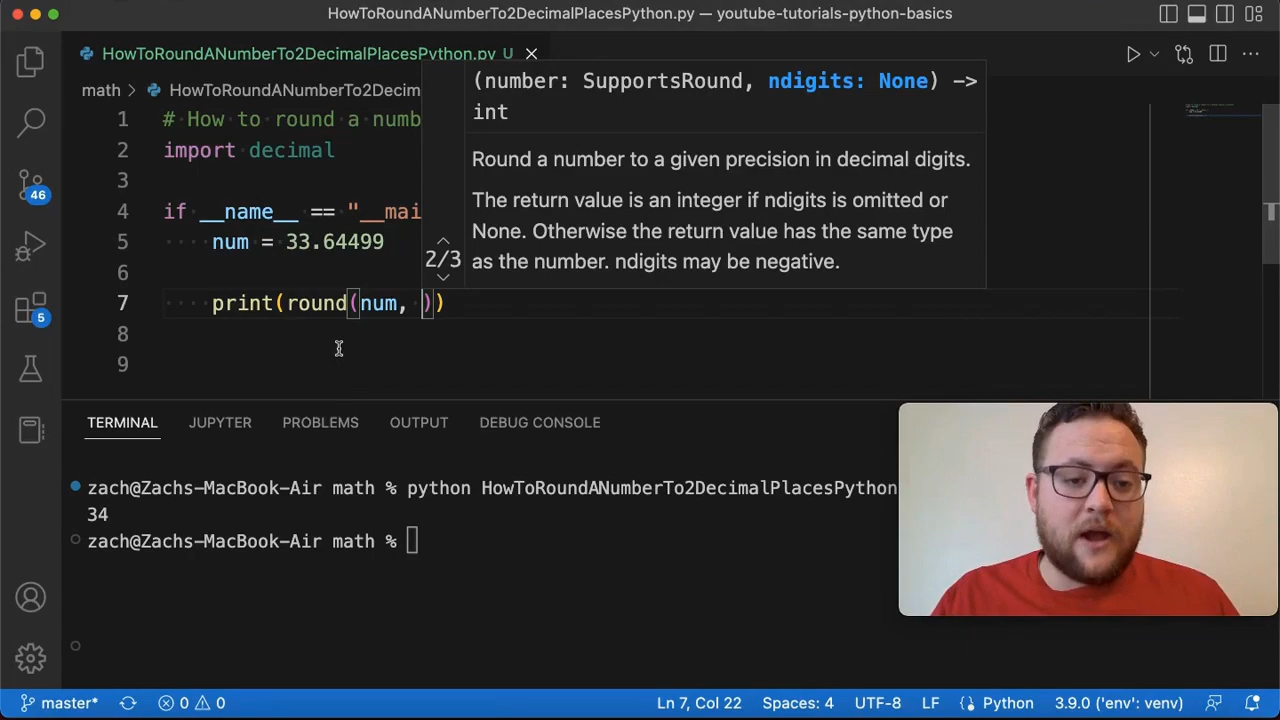 HowToRoundANumberTo2DecimalPlacesPython.py — youtube-tutorials-python-basics
HowToRoundANumberTo2DecimalPlacesPython.py U
math > HowToRoundANumberTo2Decim
(number: SupportsRound, ndigits: None) ->
int
Round a number to a given precision in decimal digits.
The return value is an integer if ndigits is omitted or
None. Otherwise the return value has the same type
as the number. ndigits may be negative.
2/3
1 # How to round a numb
2 import decimal
3
4 if __name__ == "__mai
5 num = 33.64499
6
7 print(round(num, ))
8
9
46
5
TERMINAL JUPYTER PROBLEMS OUTPUT DEBUG CONSOLE
zach@Zachs-MacBook-Air math % python HowToRoundANumberTo2DecimalPlacesPython
34
zach@Zachs-MacBook-Air math %
master* 0 0 Ln 7, Col 22 Spaces: 4 UTF-8 LF Python 3.9.0 ('env': venv)